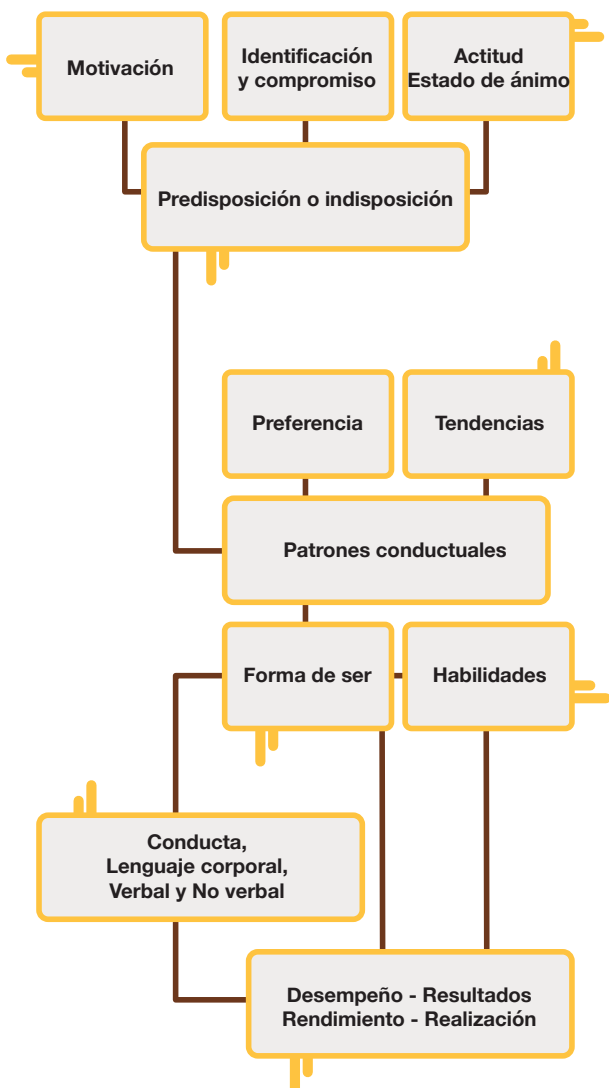 Motivación
Identificación
y compromiso
Actitud
Estado de ánimo
Predisposición o indisposición
Preferencia
Tendencias
Patrones conductuales
Forma de ser
Habilidades
Conducta,
Lenguaje corporal,
Verbal y No verbal
Desempeño - Resultados
Rendimiento - Realización